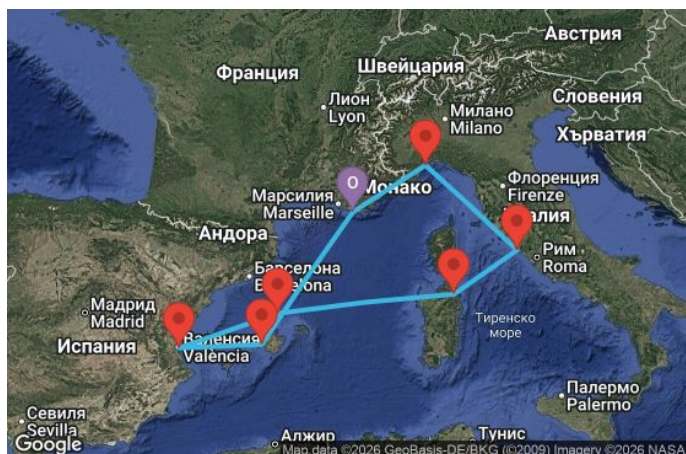 АВСТРИЯ
ФРАНЦИЯ
ШВЕЙЦАРИЯ
СЛОВЕНИЯ
Лион
Lyon
Милано
Milano
ХЪРВАТИЯ
O
МОНАКО
Марсилия
Marseille
Флоренция
Firenze
АЛИЯ
АНДОРА
Рим
Roma
Барселона
Мадрид
Madrid
Тиренско
море
Валенсия
València
ИСПАНИЯ
Палермо
Palermo
Севиля
Sevilla
Google
АЛЖИР
ТУНИС
Map data ©2026 GeoBasis-DE/BKG (©2009) Imagery ©2026 NASA